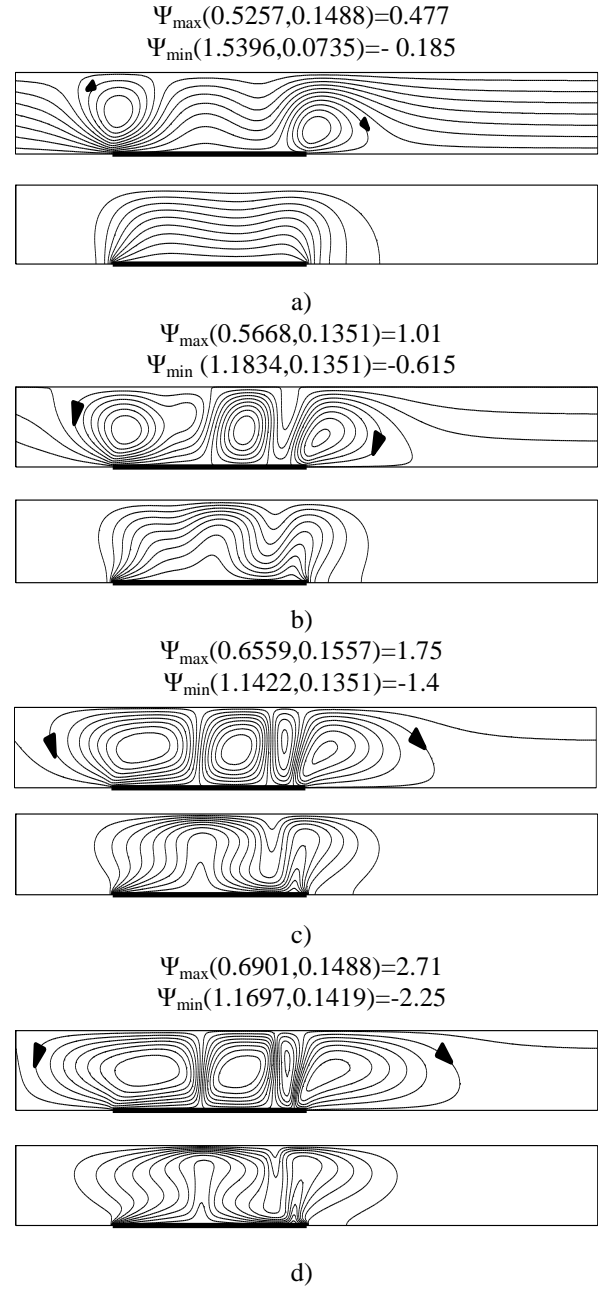 Ψmax(0.5257,0.1488)=0.477
Ψmin(1.5396,0.0735)=- 0.185
a)
Ψmax(0.5668,0.1351)=1.01
Ψmin (1.1834,0.1351)=-0.615
b)
Ψmax(0.6559,0.1557)=1.75
Ψmin(1.1422,0.1351)=-1.4
c)
Ψmax(0.6901,0.1488)=2.71
Ψmin(1.1697,0.1419)=-2.25
d)